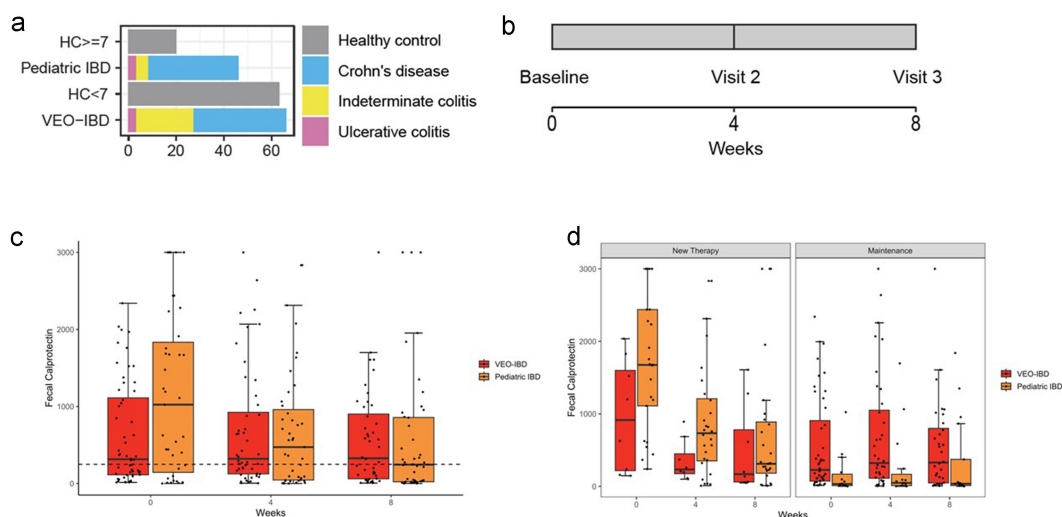 a
HC>=7
Pediatric IBD
HC<7
VEO-IBD
0 20 40 60
Healthy control
Crohn's disease
Indeterminate colitis
Ulcerative colitis
b
Baseline Visit 2 Visit 3
0 4 8
Weeks
c
Fecal Calprotectin
3000
2000
1000
0
0 4 8
Weeks
VEO-IBD
Pediatric IBD
d
New Therapy Maintenance
Fecal Calprotectin
3000
2000
1000
0
0 4 8 0 4 8
Weeks
VEO-IBD
Pediatric IBD